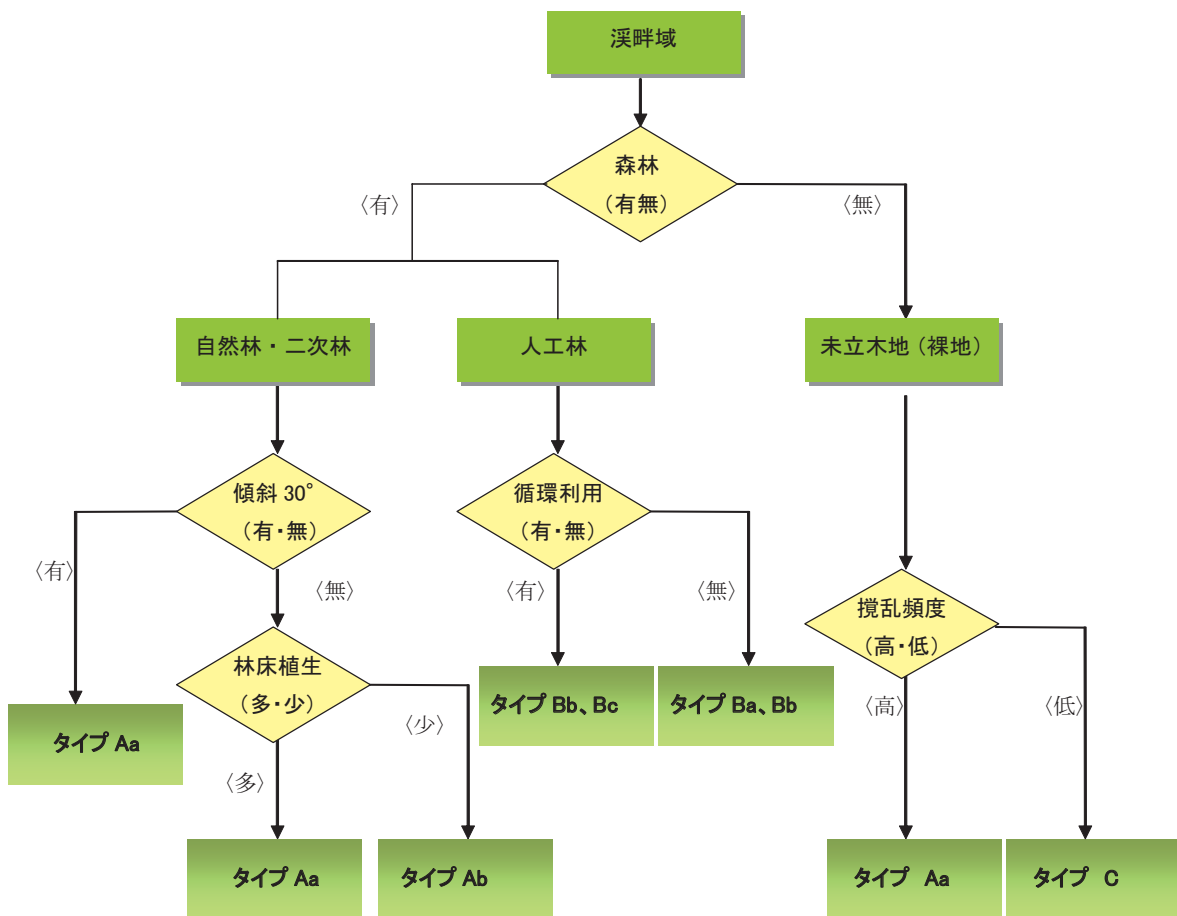 渓畔域
森林
(有無)
〈有〉
〈無〉
自然林・二次林
人工林
未立木地(裸地)
傾斜 30°
(有・無)
循環利用
(有・無)
〈有〉
〈無〉
〈有〉
〈無〉
撹乱頻度
(高・低)
林床植生
(多・少)
タイプ Bb、Bc
タイプ Ba、Bb
〈高〉
〈低〉
タイプ Aa
〈少〉
〈多〉
タイプ Aa
タイプ Ab
タイプ Aa
タイプ C